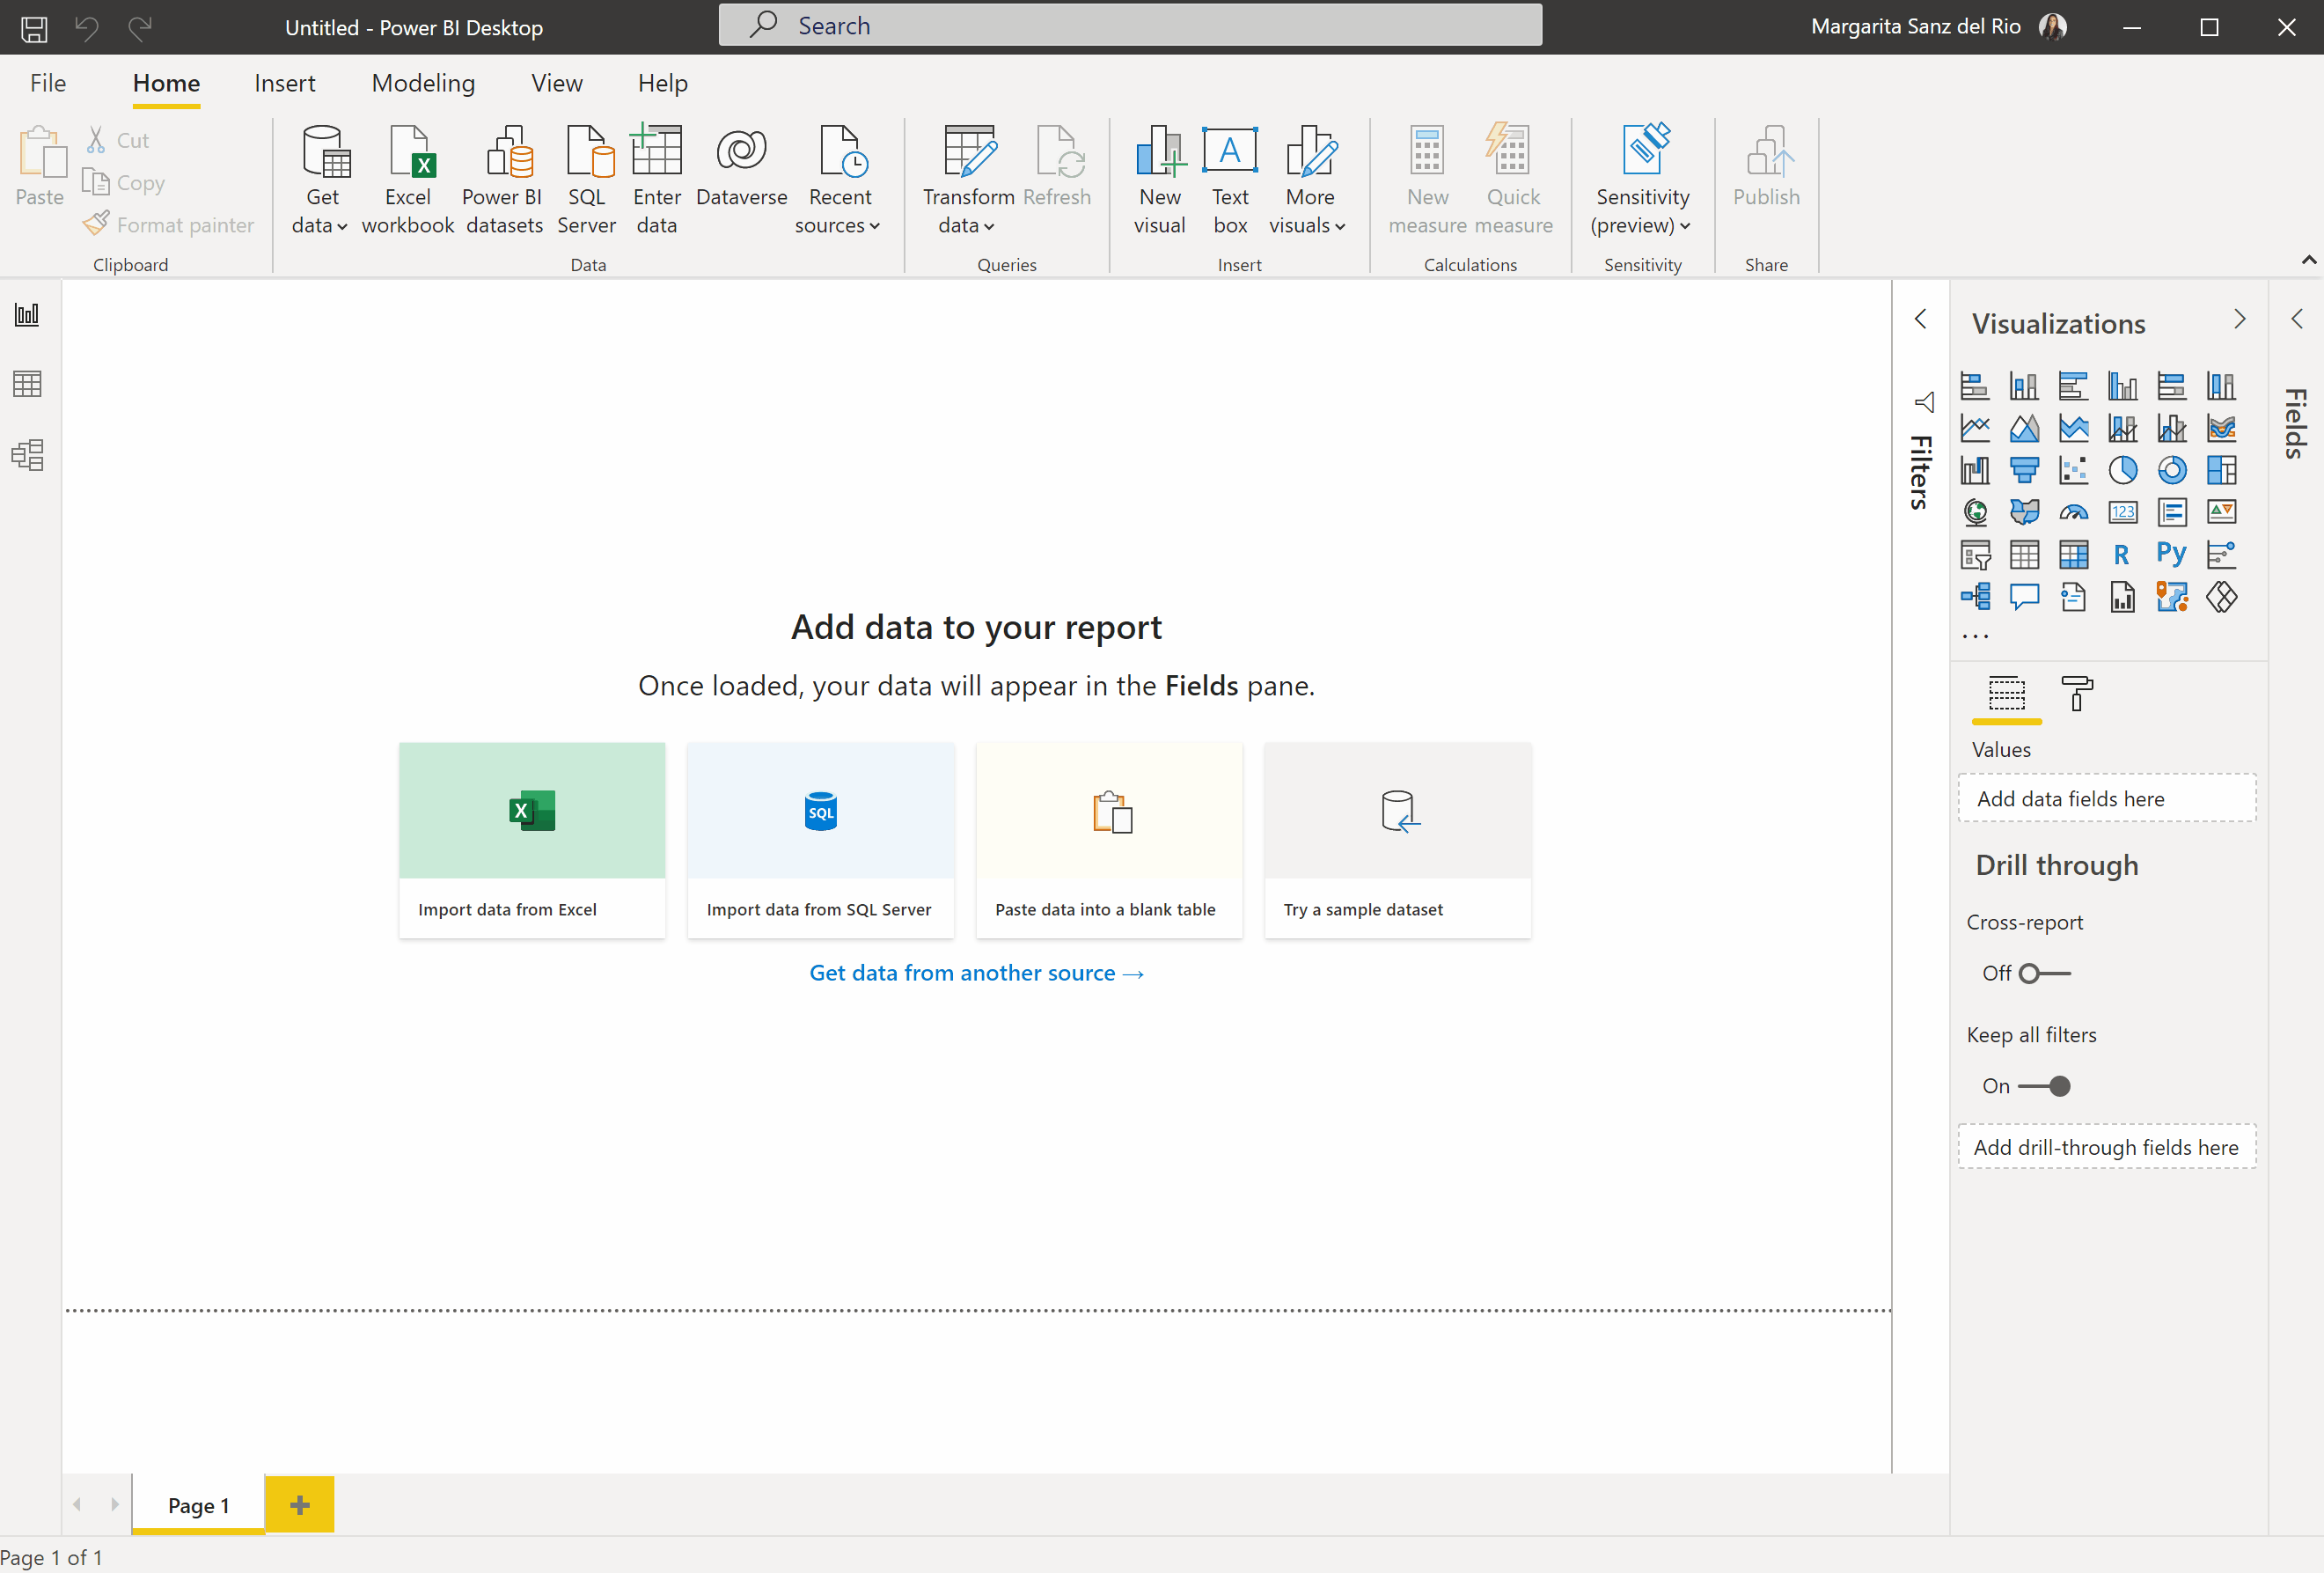 Untitled - Power BI Desktop
Search
Margarita Sanz del Rio
File Home Insert Modeling View Help
Paste
Cut
Copy
Format painter
Clipboard
Get data
Excel workbook
Power BI datasets
SQL Server
Enter data
Dataverse
Recent sources
Data
Transform data
Refresh
Queries
New visual
A
Text box
More visuals
Insert
New measure
Quick measure
Calculations
Sensitivity (preview)
Sensitivity
Publish
Share
Filters
Visualizations
123
R Py
...
Values
Add data fields here
Drill through
Cross-report
Off
Keep all filters
On
Add drill-through fields here
Fields
Add data to your report
Once loaded, your data will appear in the Fields pane.
X
Import data from Excel
SQL
Import data from SQL Server
Paste data into a blank table
Try a sample dataset
Get data from another source →
Page 1
+
Page 1 of 1